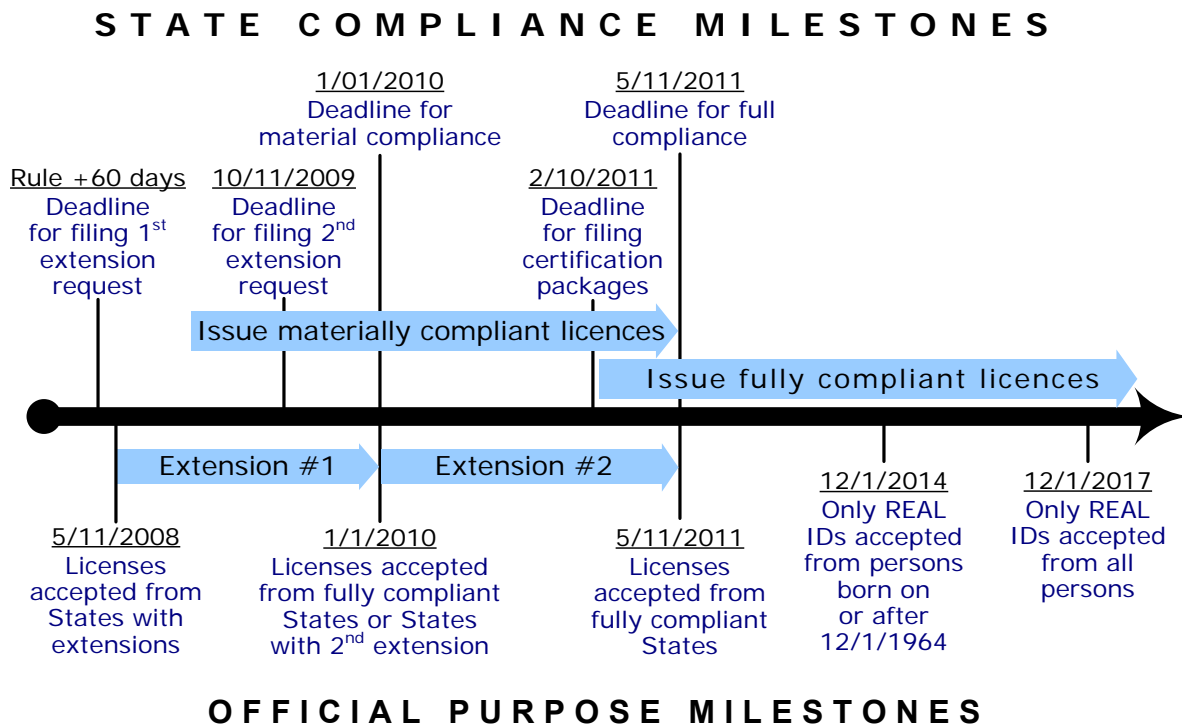 STATE COMPLIANCE MILESTONES
1/01/2010
Deadline for
material compliance
5/11/2011
Deadline for full
compliance
Rule +60 days
Deadline
for filing 1st
extension
request
10/11/2009
Deadline
for filing 2nd
extension
request
2/10/2011
Deadline
for filing
certification
packages
Issue materially compliant licences
Issue fully compliant licences
Extension #1
Extension #2
5/11/2008
Licenses
accepted from
States with
extensions
1/1/2010
Licenses accepted
from fully compliant
States or States
with 2nd extension
5/11/2011
Licenses
accepted from
fully compliant
States
12/1/2014
Only REAL
IDs accepted
from persons
born on
or after
12/1/1964
12/1/2017
Only REAL
IDs accepted
from all
persons
OFFICIAL PURPOSE MILESTONES